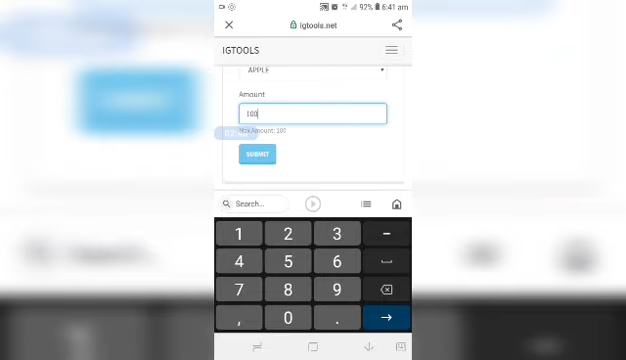 92% 6:41 am
igtools.net
IGTOOLS
APPLE
Amount
100
Max Amount: 100
SUBMIT
Search...
1 2 3 -
4 5 6
7 8 9
, 0 .